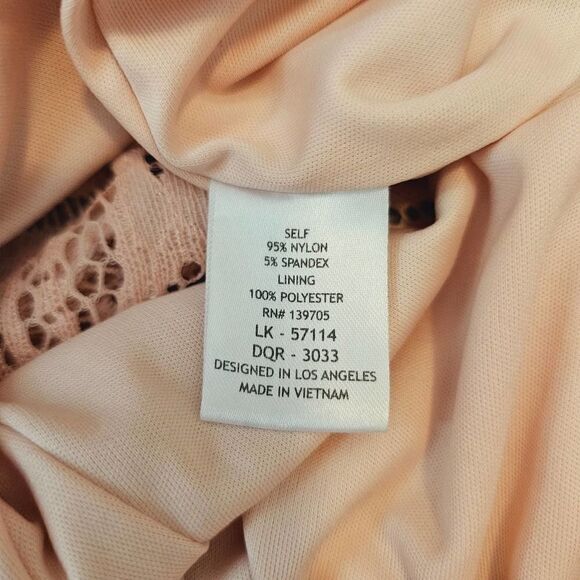 SELF
95% NYLON
5% SPANDEX
LINING
100% POLYESTER
RN# 139705
LK - 57114
DQR - 3033
DESIGNED IN LOS ANGELES
MADE IN VIETNAM